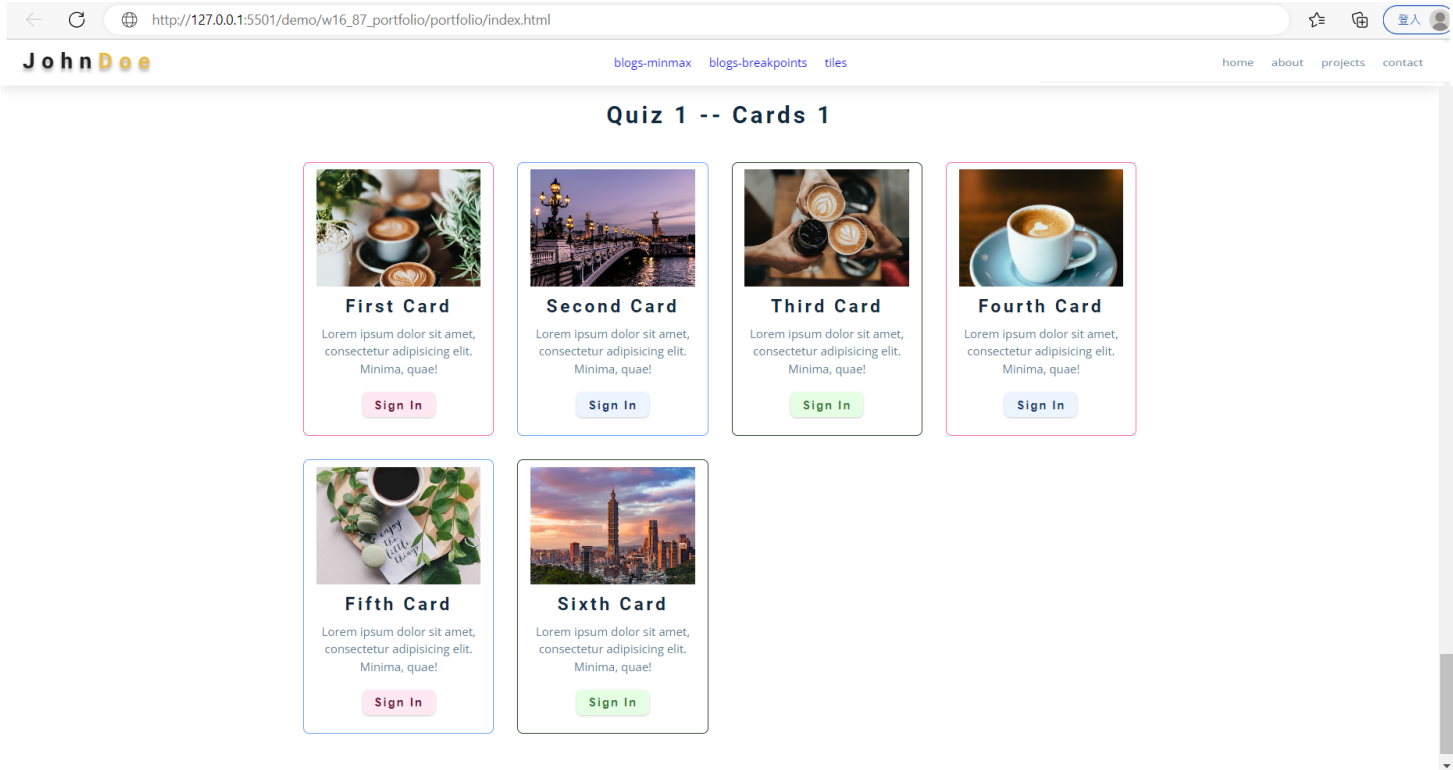 http://127.0.0.1:5501/demo/w16_87_portfolio/portfolio/index.html
登入
JohnDoe
blogs-minmax blogs-breakpoints tiles
home about projects contact
Quiz 1 -- Cards 1
First Card
Lorem ipsum dolor sit amet,
consectetur adipisicing elit.
Minima, quae!
Sign In
Second Card
Lorem ipsum dolor sit amet,
consectetur adipisicing elit.
Minima, quae!
Sign In
Third Card
Lorem ipsum dolor sit amet,
consectetur adipisicing elit.
Minima, quae!
Sign In
Fourth Card
Lorem ipsum dolor sit amet,
consectetur adipisicing elit.
Minima, quae!
Sign In
enjoy
the
little
things
Fifth Card
Lorem ipsum dolor sit amet,
consectetur adipisicing elit.
Minima, quae!
Sign In
Sixth Card
Lorem ipsum dolor sit amet,
consectetur adipisicing elit.
Minima, quae!
Sign In